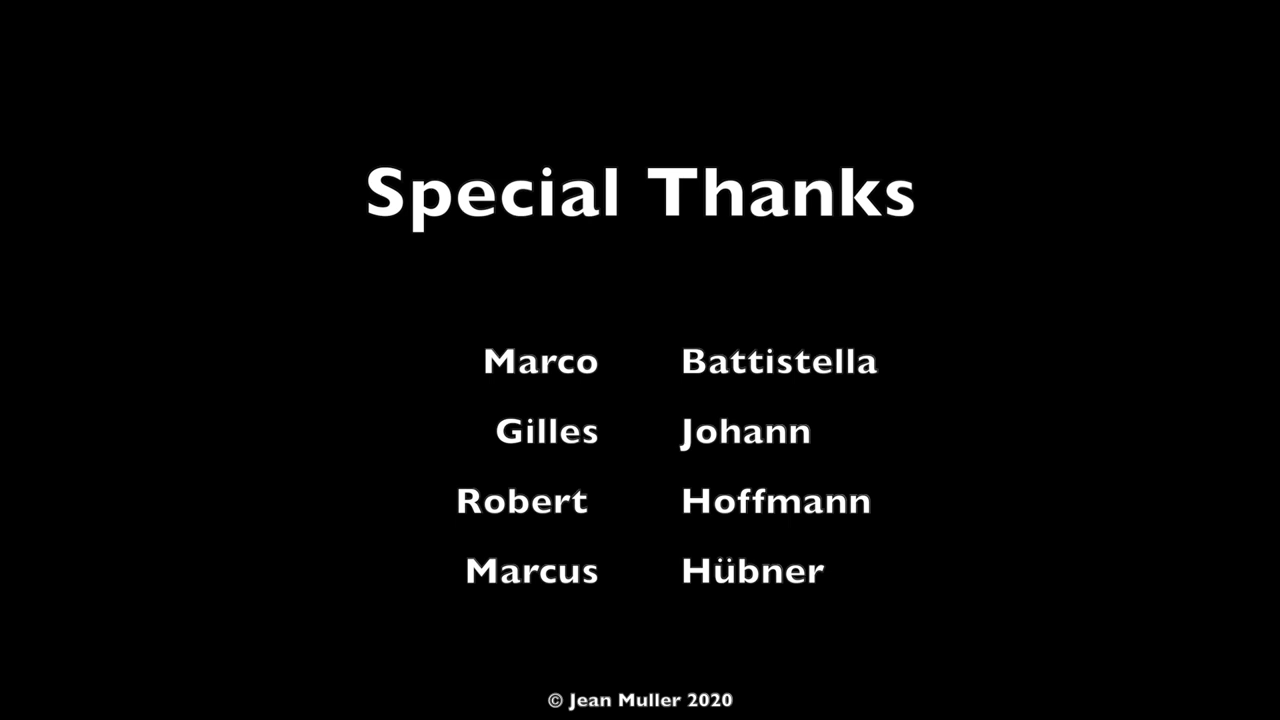 Special Thanks
Marco Battistella
Gilles Johann
Robert Hoffmann
Marcus Hübner
© Jean Muller 2020